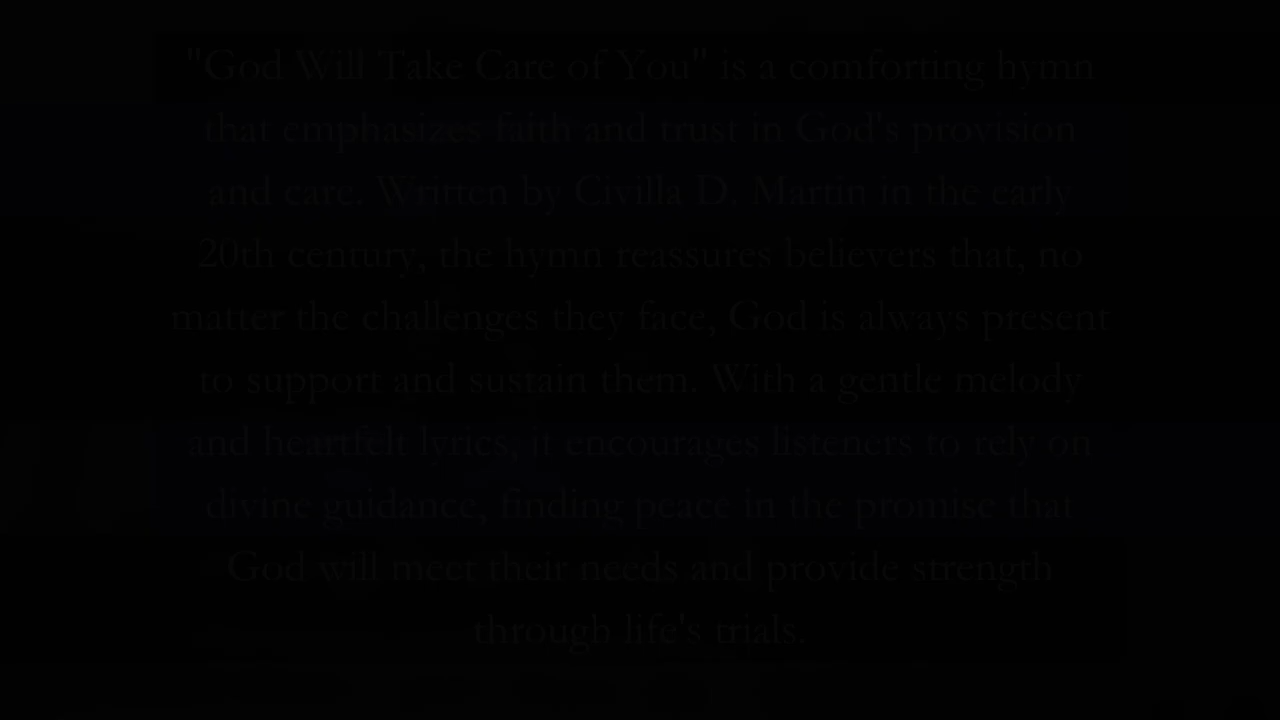 "God Will Take Care of You" is a comforting hymn
that emphasizes faith and trust in God's provision
and care. Written by Civilla D. Martin in the early
20th century, the hymn reassures believers that, no
matter the challenges they face, God is always present
to support and sustain them. With a gentle melody
and heartfelt lyrics, it encourages listeners to rely on
divine guidance, finding peace in the promise that
God will meet their needs and provide strength
through life's trials.